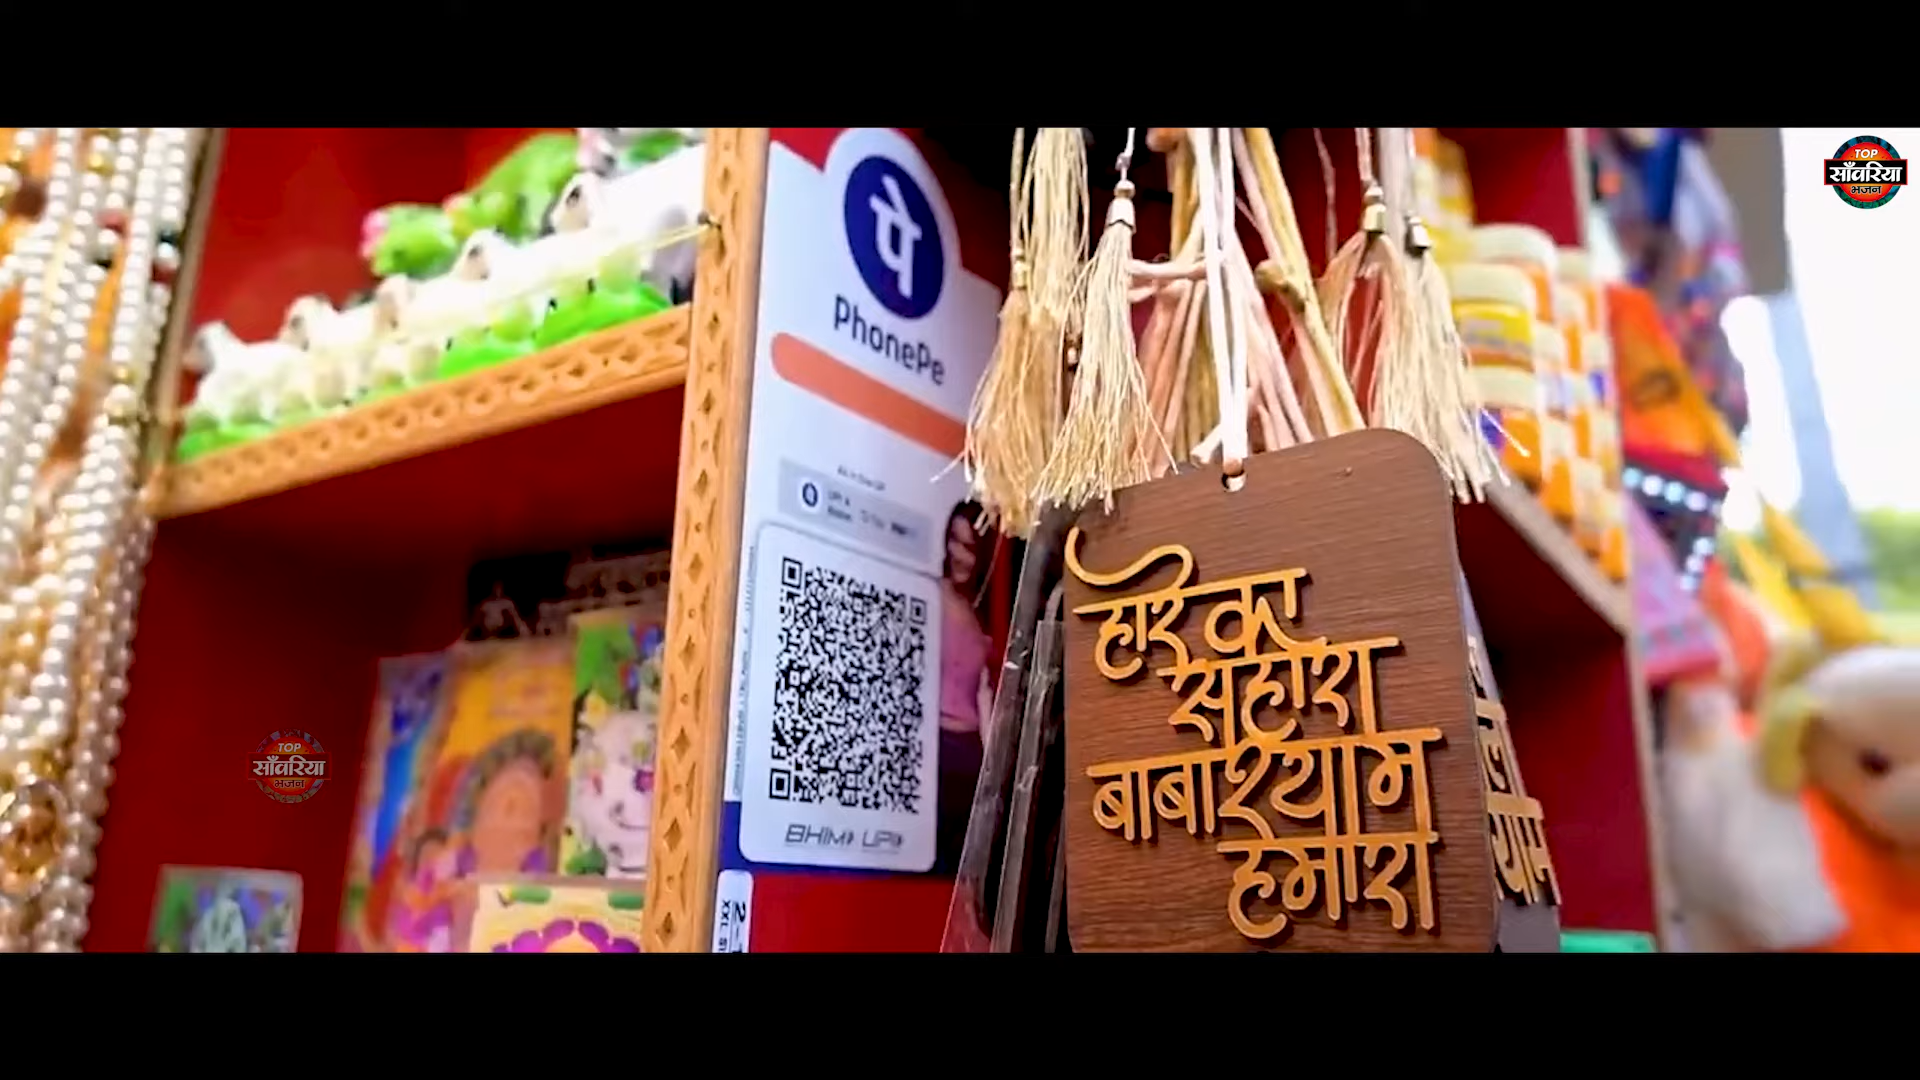 TOP
साँवरिया
भजन
पे
PhonePe
BHIM UPI
हारे का
सहारा
बाबा श्याम
हमारा
TOP
साँवरिया
भजन